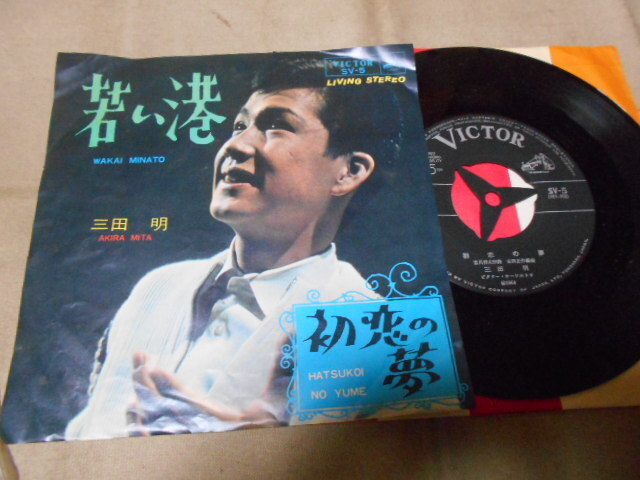 若い港
WAKAI MINATO
三田 明
AKIRA MITA
VICTOR
SV-5
LIVING STEREO
初恋の夢
HATSUKOI
NO YUME
VICTOR
SV-5
初恋の夢
三田 明